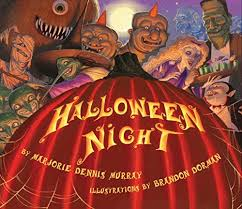 HALLOWEEN
NIGHT
BY MARJORIE DENNIS MURRAY
ILLUSTRATIONS BY BRANDON DORMAN